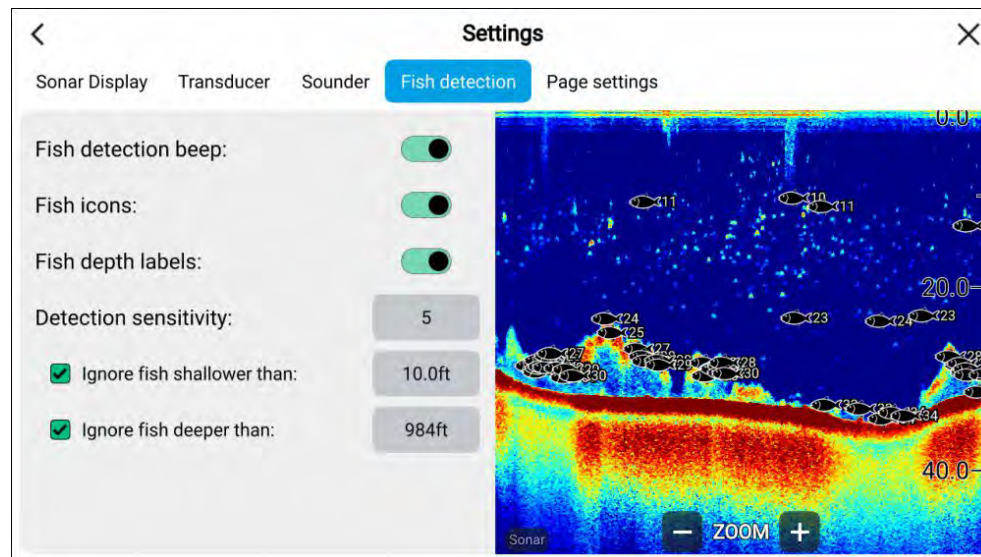 Settings
Sonar Display Transducer Sounder Fish detection Page settings
Fish detection beep:
Fish icons:
Fish depth labels:
Detection sensitivity: 5
Ignore fish shallower than: 10.0ft
Ignore fish deeper than: 984ft
0.0
11 10 11
20.0
24 23 24 23
25
27 27 28
29 28
30 30
34
40.0
ZOOM
Sonar